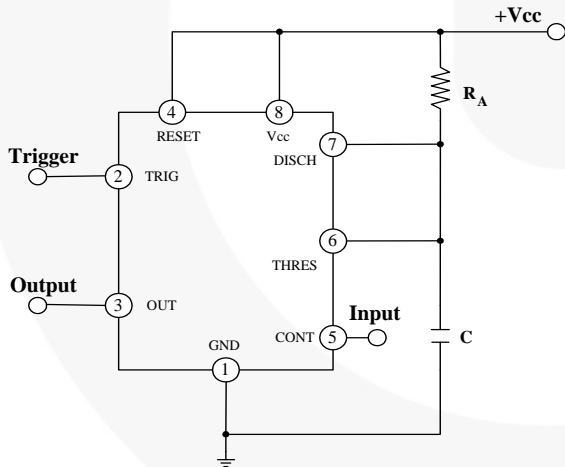 +Vcc
4
8
RESET
Vcc
R_A
7
DISCH
Trigger
2
TRIG
6
THRES
Output
3
OUT
Input
5
CONT
C
GND
1